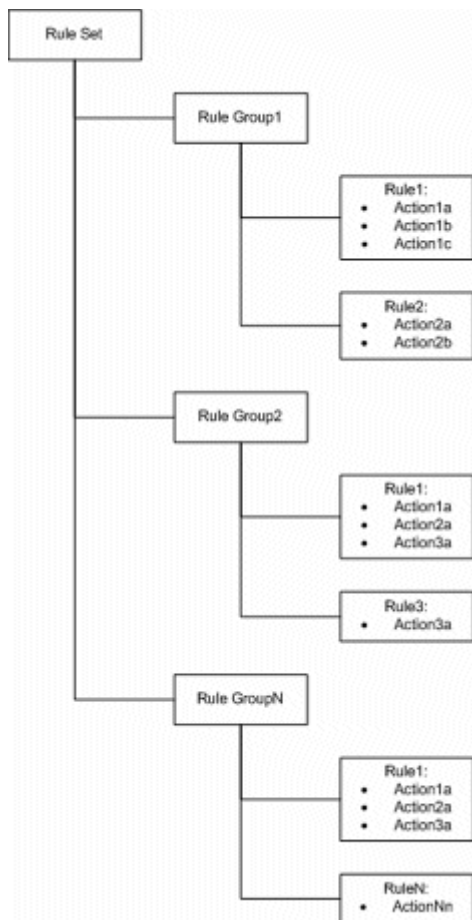 Rule Set
Rule Group1
Rule1:
• Action1a
• Action1b
• Action1c
Rule2:
• Action2a
• Action2b
Rule Group2
Rule1:
• Action1a
• Action2a
• Action3a
Rule3:
• Action3a
Rule GroupN
Rule1:
• Action1a
• Action2a
• Action3a
RuleN:
• ActionNn